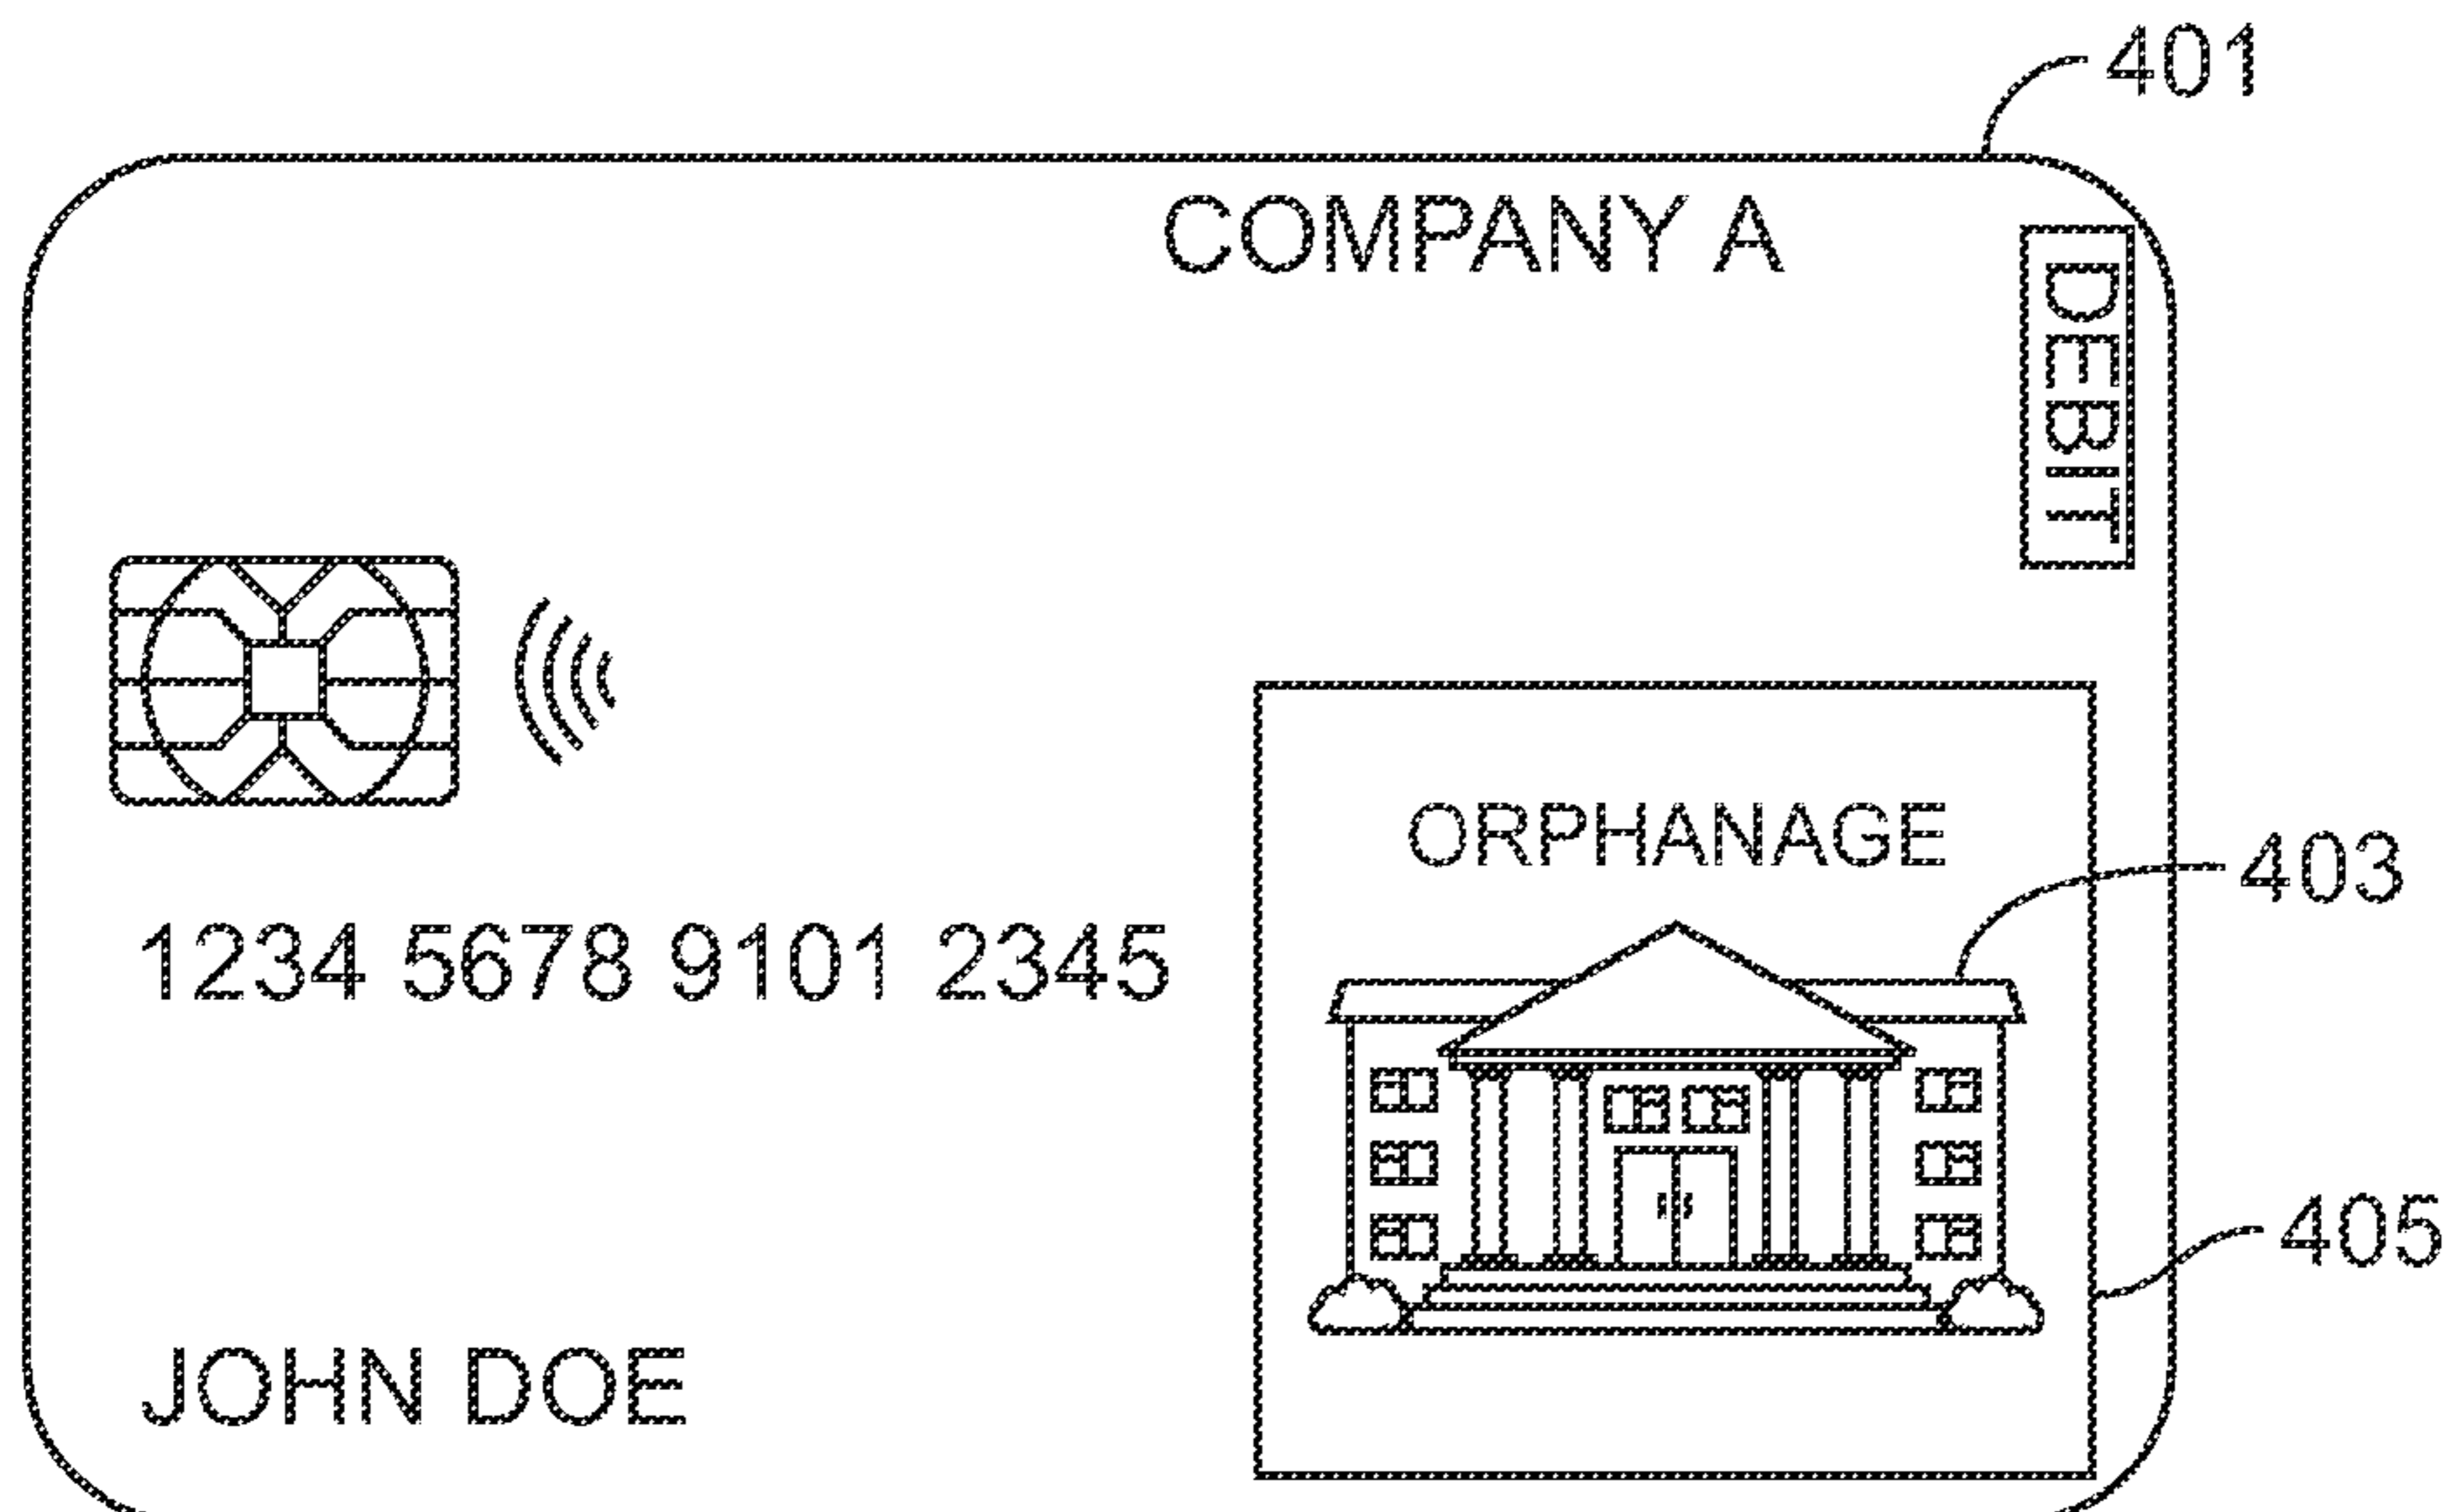 401
COMPANY A
DEBIT
ORPHANAGE
403
1234 5678 9101 2345
405
JOHN DOE